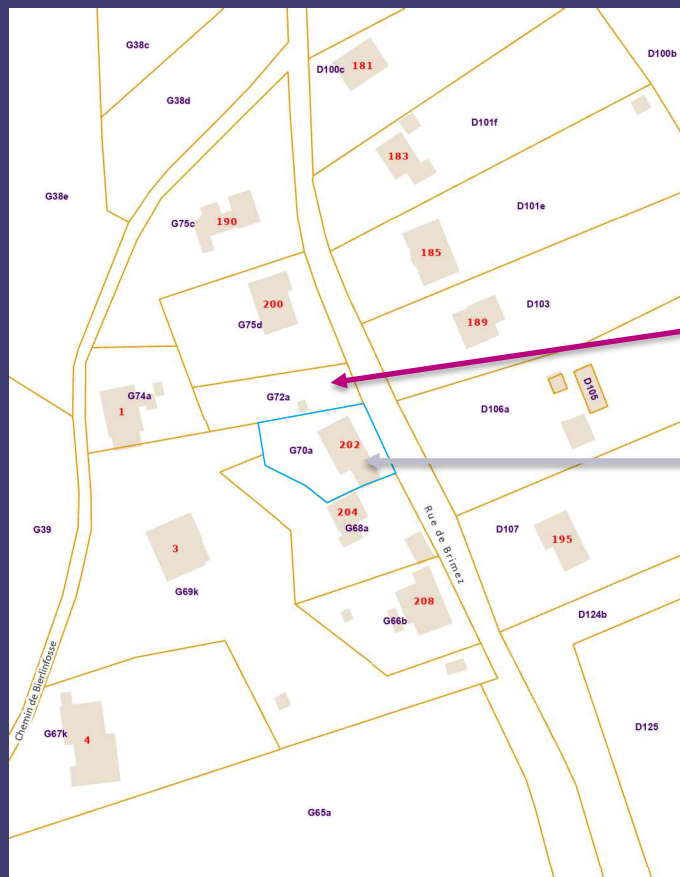 G38c
D100c
181
D100b
G38d
D101f
183
G38e
G75c
190
D101e
185
200
G75d
189
D103
G74a
1
G72a
D106a
D105
G70a
202
204
G68a
Rue de Brimez
G39
3
G69k
D107
195
208
G66b
D124b
Chemin de Bierlinfosse
G67k
4
D125
G65a